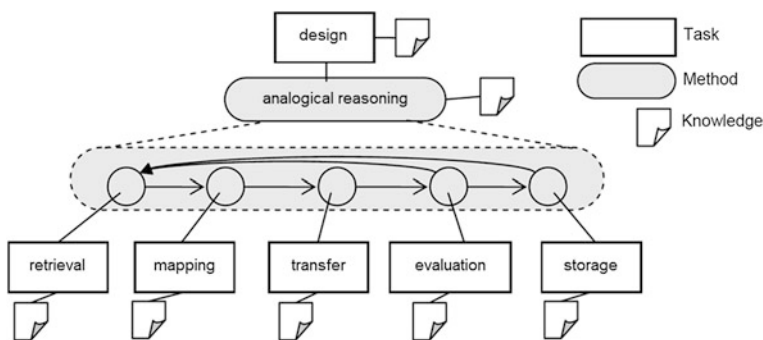 design
Task
Method
analogical reasoning
Knowledge
retrieval
mapping
transfer
evaluation
storage